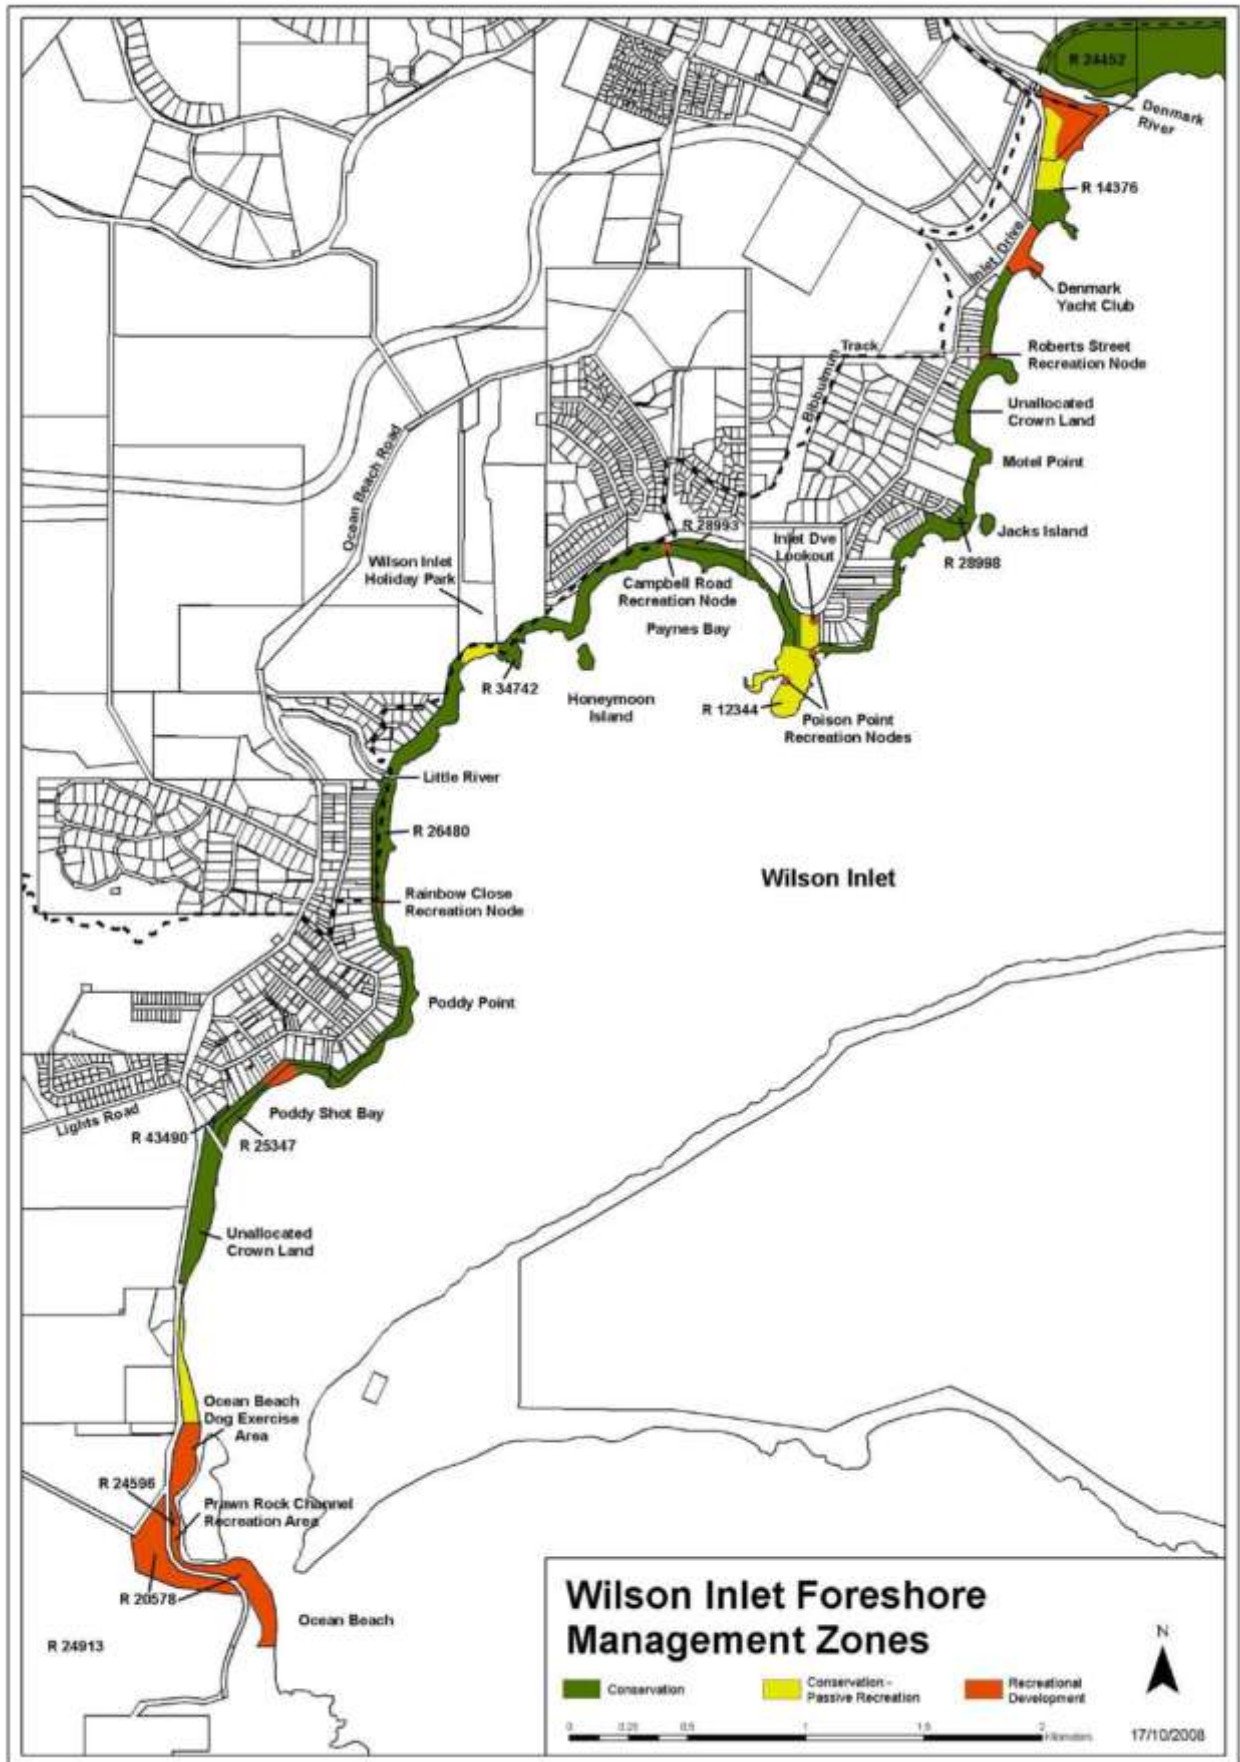 R 24452
Denmark
River
R 14376
Inlet Drive
Denmark
Yacht Club
Track
Roberts Street
Recreation Node
Bibbulmun
Unallocated
Crown Land
Ocean Beach Road
Motel Point
R 28993
Inlet Dve
Lookout
Jacks Island
R 28998
Wilson Inlet
Holiday Park
Campbell Road
Recreation Node
Paynes Bay
R 34742
Honeymoon
Island
R 12344
Poison Point
Recreation Nodes
Little River
R 26480
Wilson Inlet
Rainbow Close
Recreation Node
Poddy Point
Lights Road
Poddy Shot Bay
R 43490
R 25347
Unallocated
Crown Land
Ocean Beach
Dog Exercise
Area
R 24596
Prawn Rock Channel
Recreation Area
R 20578
Ocean Beach
R 24913
Wilson Inlet Foreshore
Management Zones
N
Conservation
Conservation -
Passive Recreation
Recreational
Development
0 0.25 0.5 1 1.5 2
Kilometers
17/10/2008